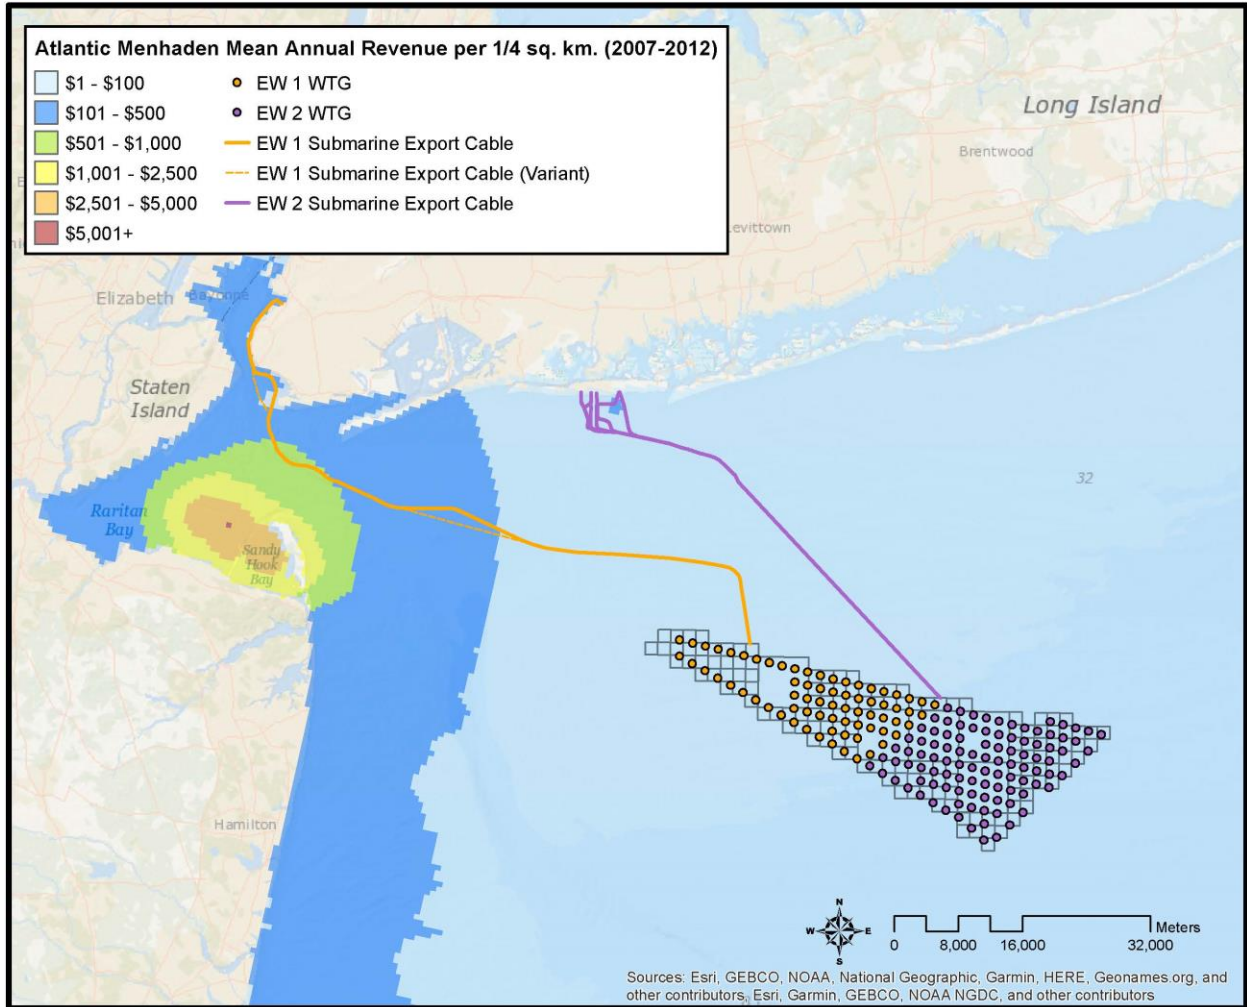 Atlantic Menhaden Mean Annual Revenue per 1/4 sq. km. (2007-2012)
$1 - $100
$101 - $500
$501 - $1,000
$1,001 - $2,500
$2,501 - $5,000
$5,001+
EW 1 WTG
EW 2 WTG
EW 1 Submarine Export Cable
EW 1 Submarine Export Cable (Variant)
EW 2 Submarine Export Cable
Long Island
Brentwood
evittown
Elizabeth
Bayonne
Staten
Island
32
Raritan
Bay
Sandy
Hook
Bay
Hamilton
N
W
E
S
Meters
0
8,000
16,000
32,000
Sources: Esri, GEBCO, NOAA, National Geographic, Garmin, HERE, Geonames.org, and
other contributors, Esri, Garmin, GEBCO, NOAA NGDC, and other contributors